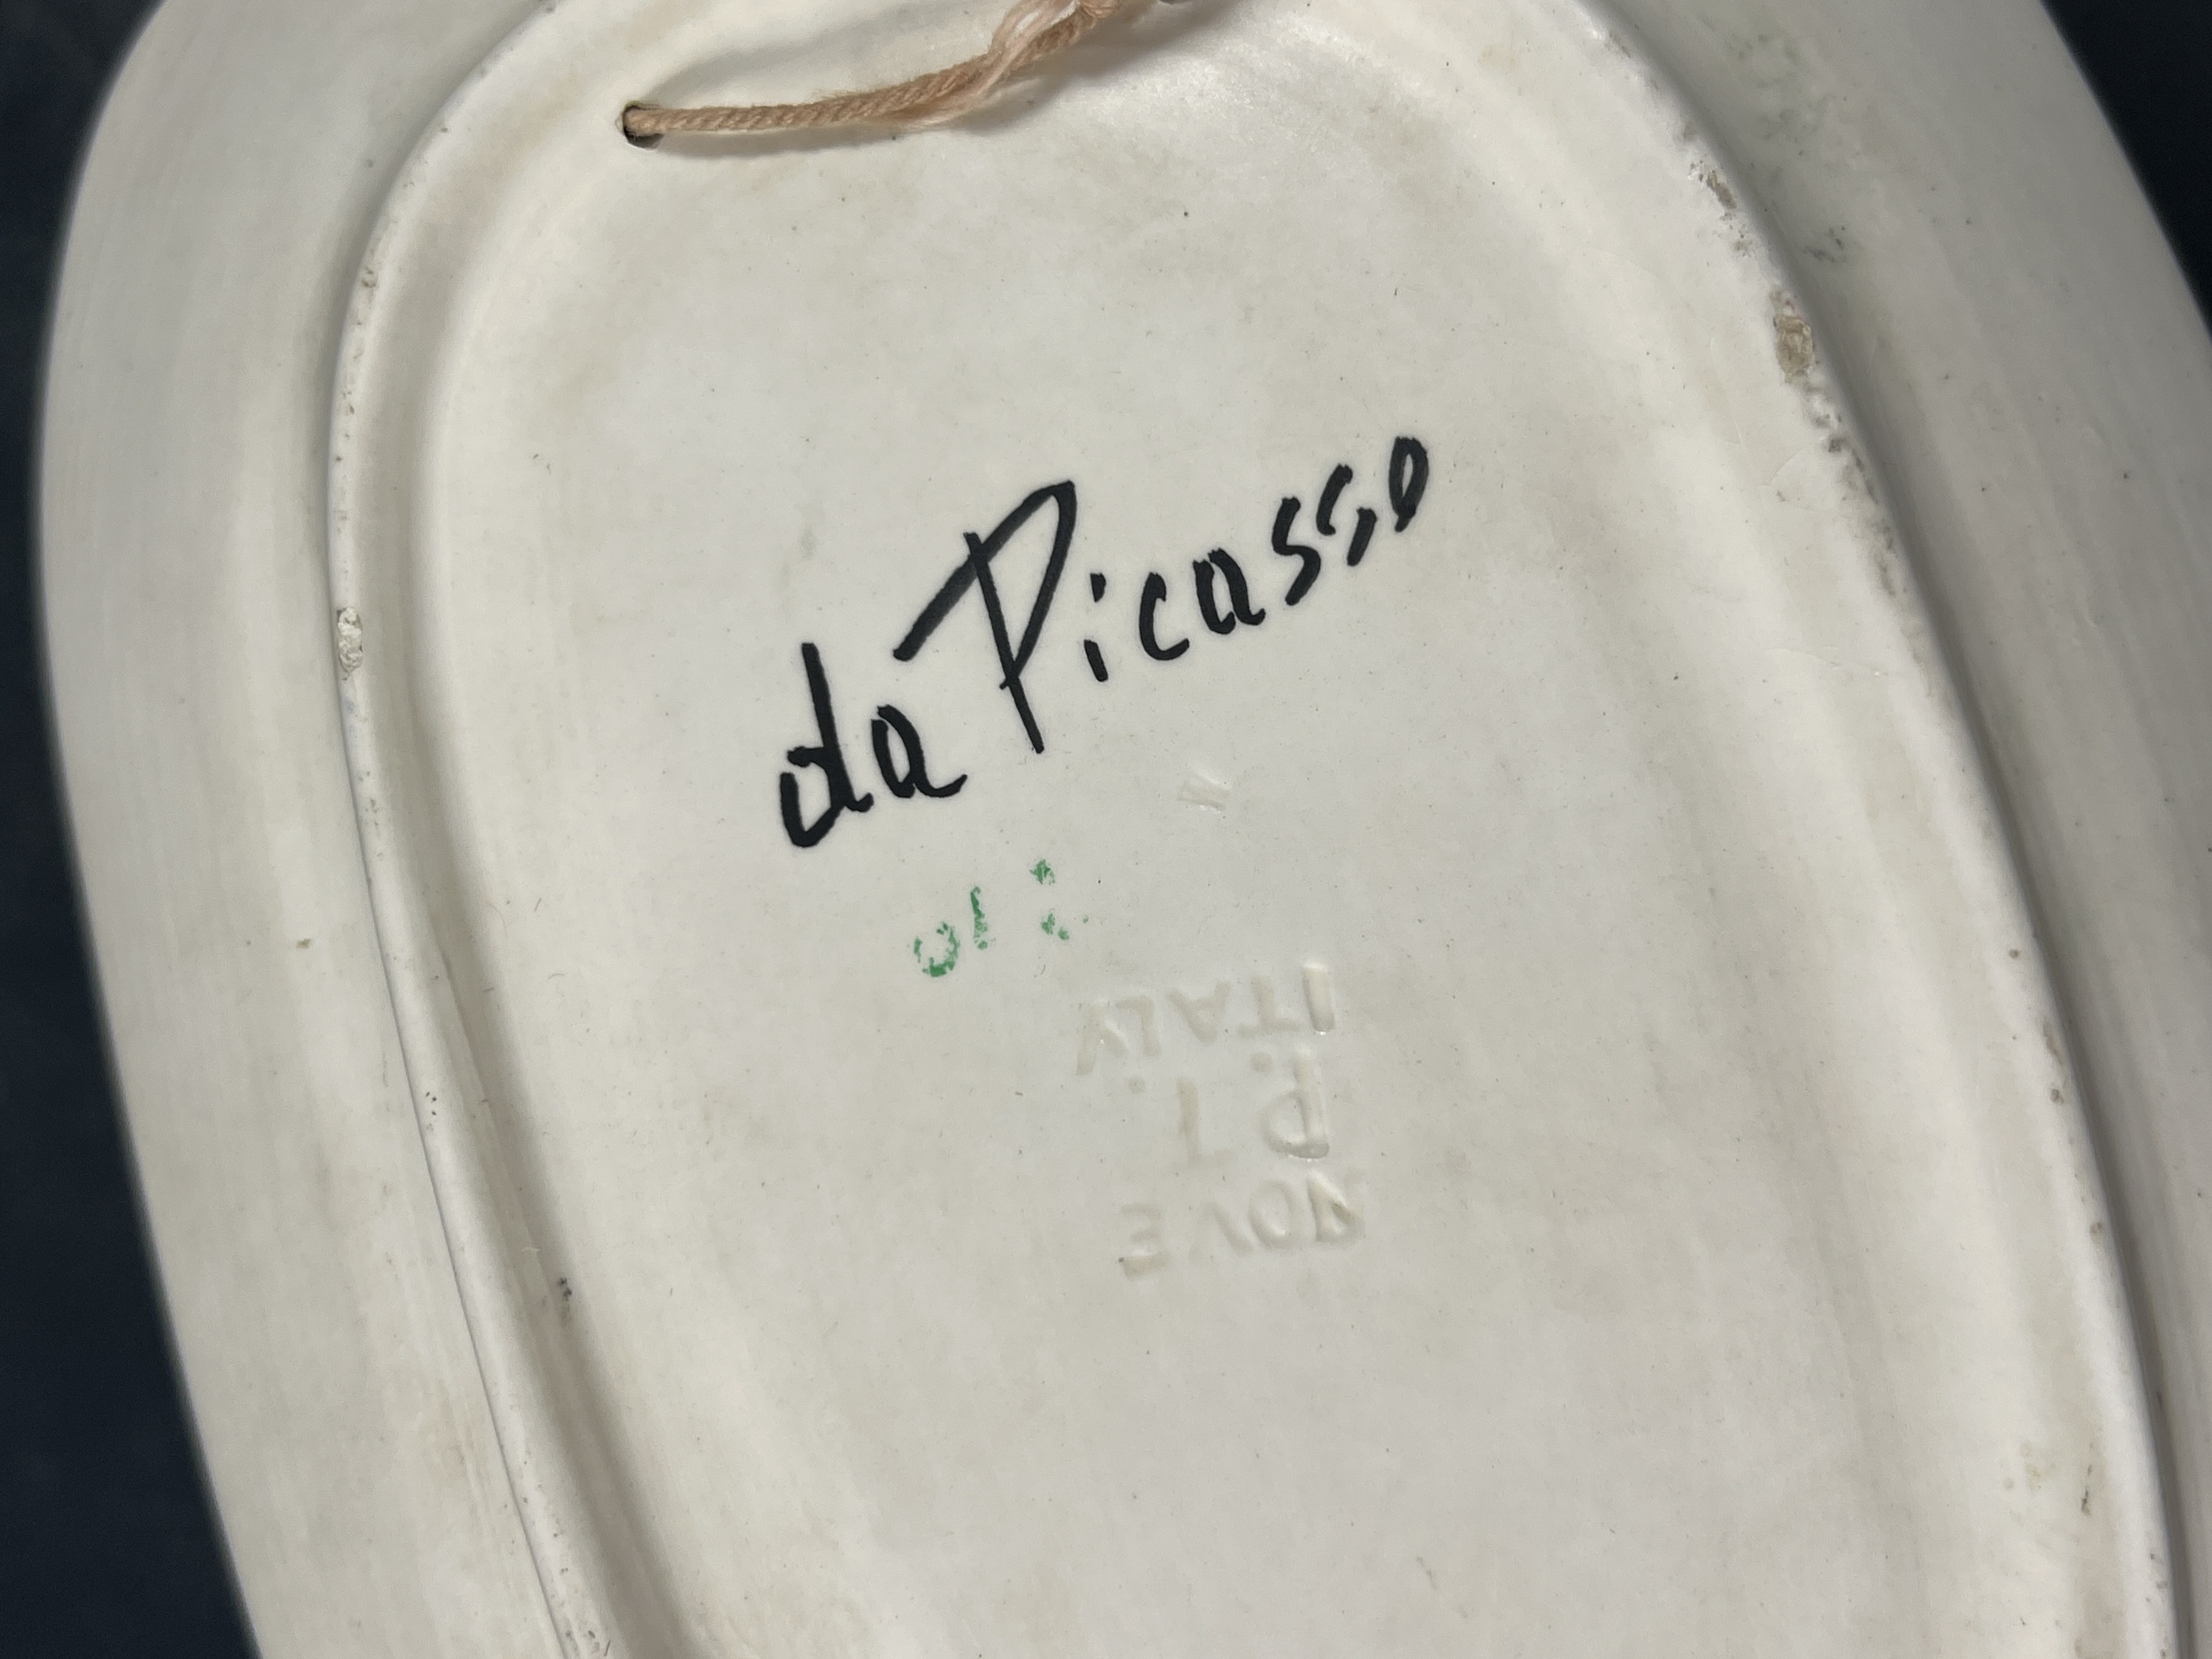 da Picasso
NOVE
P.I.
ITALY